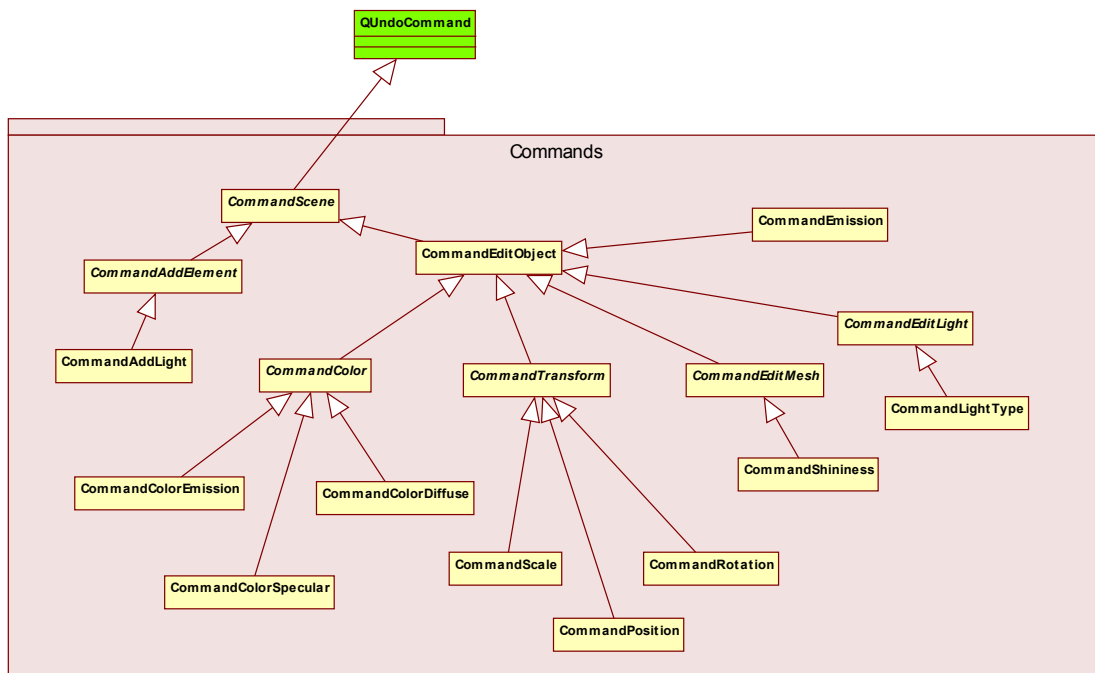 QUndoCommand
Commands
CommandScene
CommandEmission
CommandEditObject
CommandAddElement
CommandEditLight
CommandAddLight
CommandColor
CommandTransform
CommandEditMesh
CommandLightType
CommandShininess
CommandColorEmission
CommandColorDiffuse
CommandScale
CommandRotation
CommandColorSpecular
CommandPosition